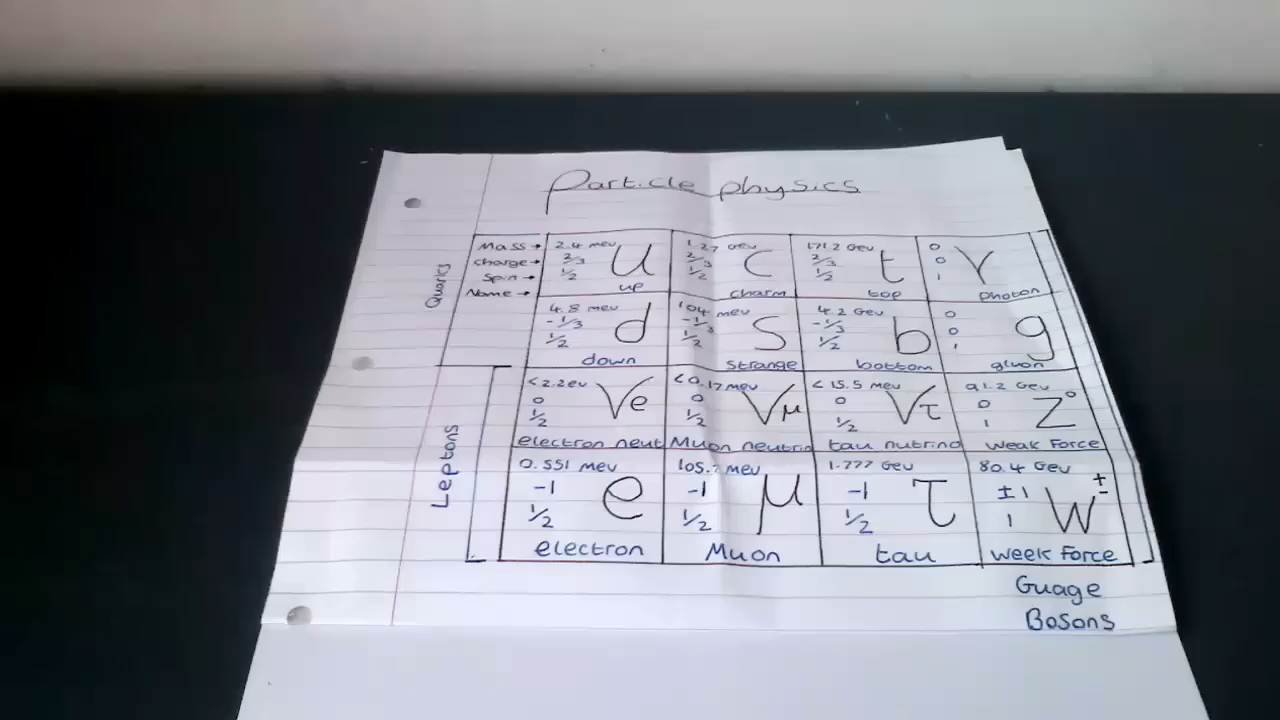 Particle physics
Quarks
Mass →
charge →
Spin →
Name →
2.4 mev
2/3
1/2
u
up
1.27 Gev
2/3
1/2
c
charm
171.2 Gev
2/3
1/2
t
top
0
0
1
γ
photon
4.8 mev
-1/3
1/2
d
down
104 mev
-1/3
1/2
s
strange
4.2 Gev
-1/3
1/2
b
bottom
0
0
1
g
gluon
Leptons
<2.2ev
0
1/2
Ve
electron neut
<0.17 mev
0
1/2
Vμ
Muon neutrin
<15.5 mev
0
1/2
Vτ
tau nutrino
91.2 Gev
0
1
Z⁰
weak Force
0.551 mev
-1
1/2
e
electron
mev
-1
1/2
μ
Muon
1.777 Gev
-1
1/2
τ
tau
80.4 Gev
±1
1
W±
week Force
Guage
Bosons